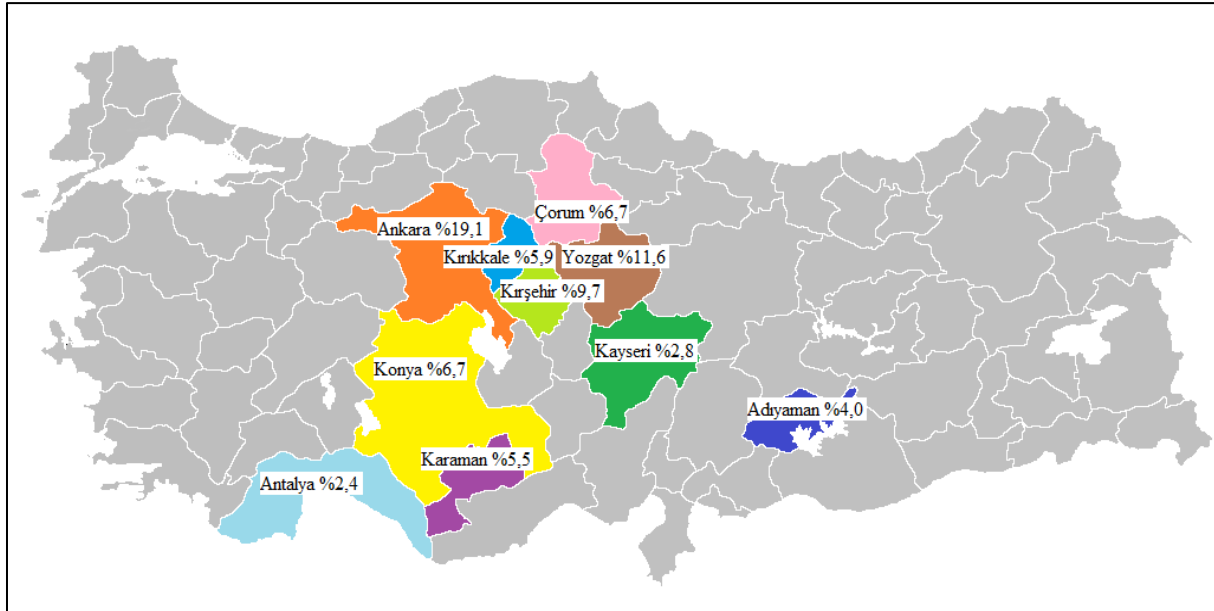 Çorum %6,7
Ankara %19,1
Kırıkkale %5,9
Yozgat %11,6
Kırşehir %9,7
Kayseri %2,8
Konya %6,7
Adıyaman %4,0
Karaman %5,5
Antalya %2,4